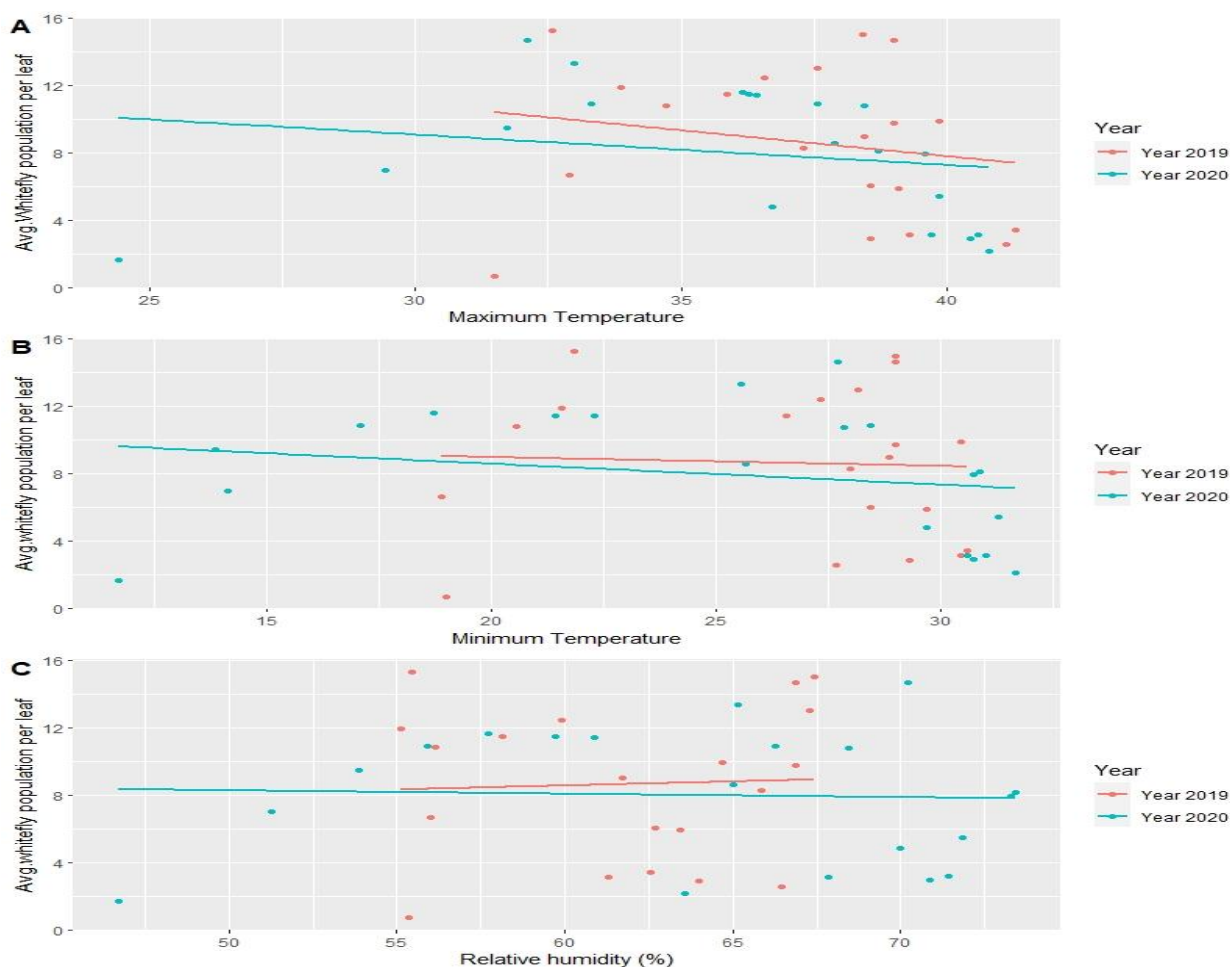 A
Avg.Whitefly population per leaf
16
12
8
4
0
25
30
35
40
Maximum Temperature
Year
Year 2019
Year 2020
B
Avg.whitefly population per leaf
16
12
8
4
0
15
20
25
30
Minimum Temperature
Year
Year 2019
Year 2020
C
Avg.whitefly population per leaf
16
12
8
4
0
50
55
60
65
70
Relative humidity (%)
Year
Year 2019
Year 2020